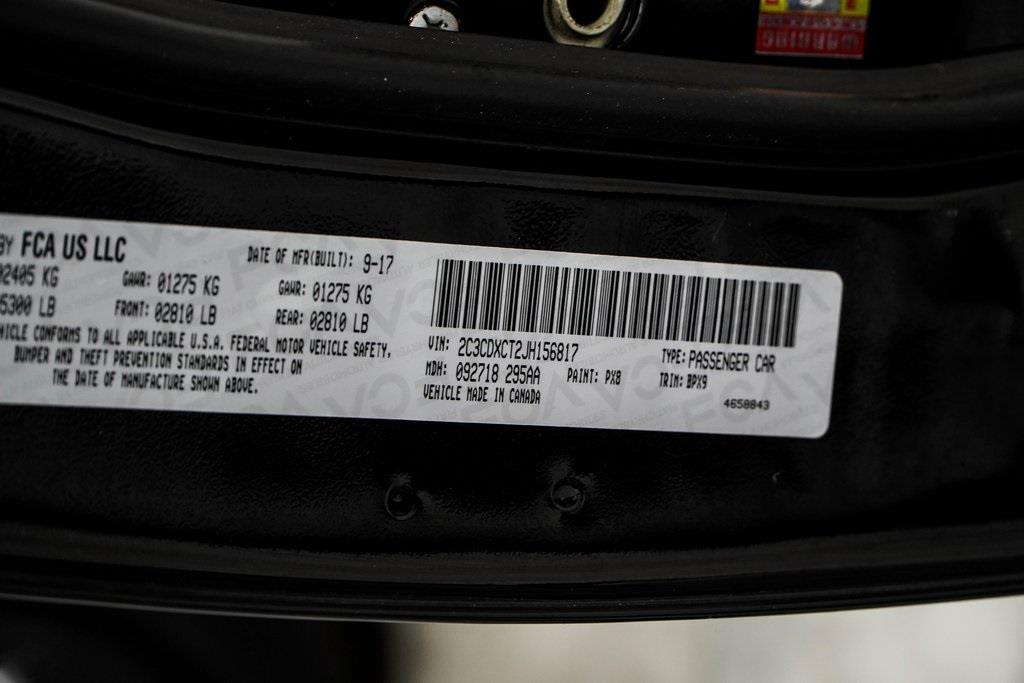 WARNING
BY FCA US LLC
DATE OF MFR(BUILT): 9-17
02405 KG GAWR: 01275 KG GAWR: 01275 KG
5300 LB FRONT: 02810 LB REAR: 02810 LB
HICLE CONFORMS TO ALL APPLICABLE U.S.A. FEDERAL MOTOR VEHICLE SAFETY,
BUMPER AND THEFT PREVENTION STANDARDS IN EFFECT ON
THE DATE OF MANUFACTURE SHOWN ABOVE.
VIN: 2C3CDXCT2JH156817 TYPE: PASSENGER CAR
MDH: 092718 295AA PAINT: PX8 TRIM: BPX9
VEHICLE MADE IN CANADA
4658843